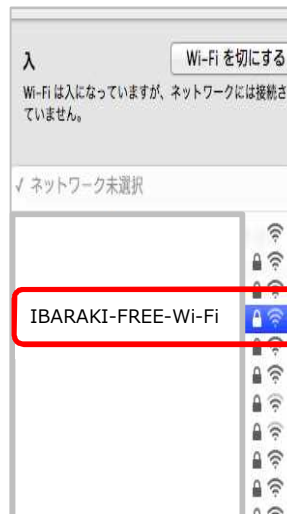 入
Wi-Fi を切にする
Wi-Fi は入になっていますが、ネットワークには接続さ
ていません。
✓ ネットワーク未選択
IBARAKI-FREE-Wi-Fi